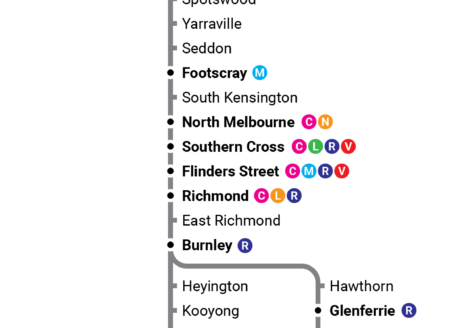 Spotswood
Yarraville
Seddon
Footscray M
South Kensington
North Melbourne C N
Southern Cross C L R V
Flinders Street C M R V
Richmond C L R
East Richmond
Burnley R
Heyington Hawthorn
Kooyong Glenferrie R